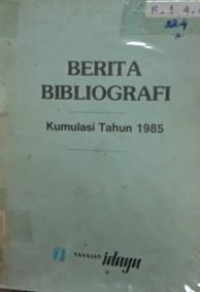 BERITA
BIBLIOGRAFI
Kumulasi Tahun 1985
YAYASAN idayu